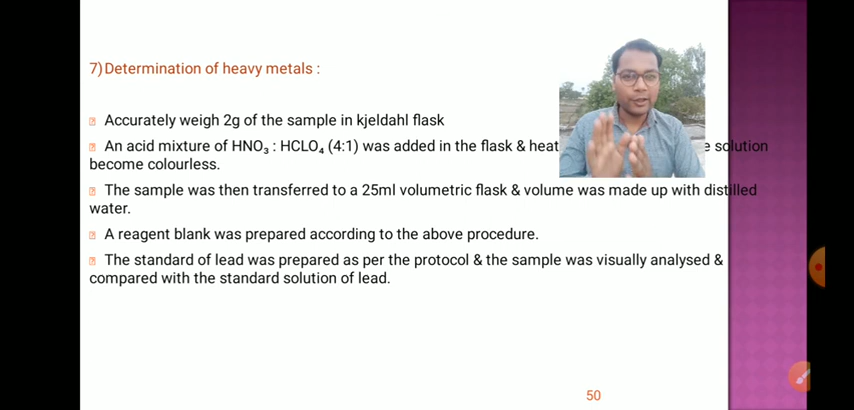 7) Determination of heavy metals :
Accurately weigh 2g of the sample in kjeldahl flask
An acid mixture of HNO₃ : HCLO₄ (4:1) was added in the flask & heat e solution
become colourless.
The sample was then transferred to a 25ml volumetric flask & volume was made up with distilled
water.
A reagent blank was prepared according to the above procedure.
The standard of lead was prepared as per the protocol & the sample was visually analysed &
compared with the standard solution of lead.
50